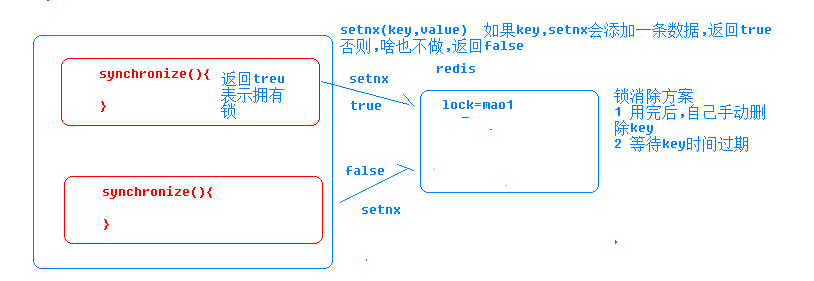 setnx(key,value)  如果key,setnx会添加一条数据,返回true
否则,啥也不做,返回false
redis
synchronize(){
}
返回treu
表示拥有
锁
setnx
true
lock=mao1
锁消除方案
1 用完后,自己手动删
除key
2 等待key时间过期
false
synchronize(){
}
setnx